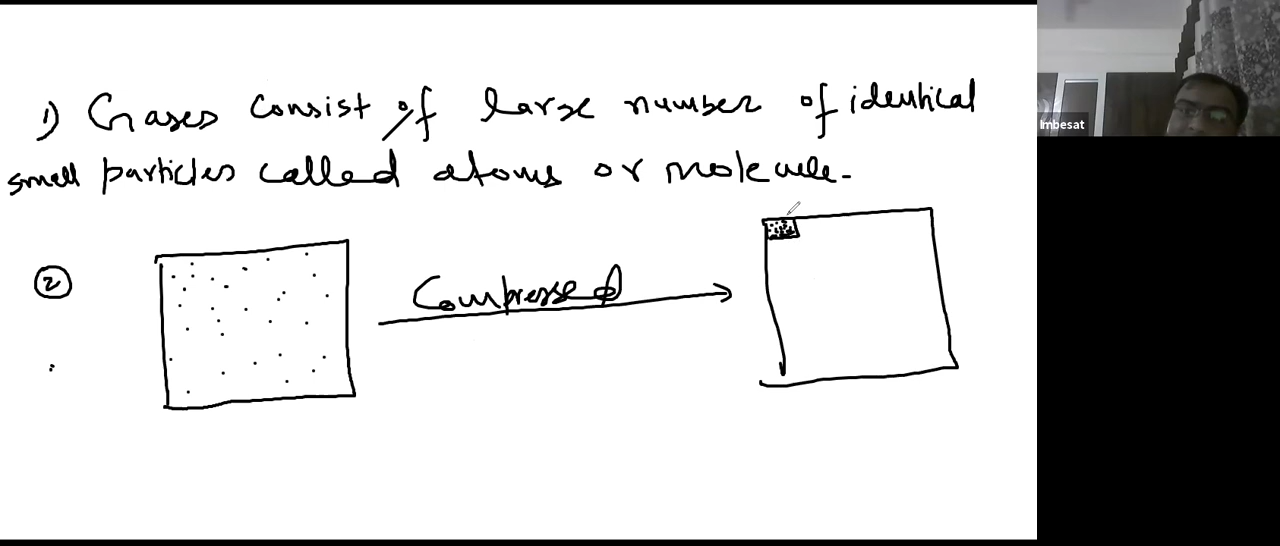 1) Gases consist of large number of identical
small particles called atoms or molecule.
2
Compressed
Imbesat